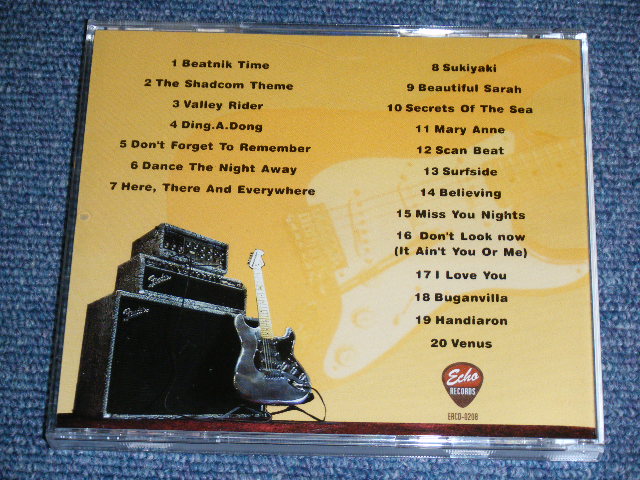 1 Beatnik Time
2 The Shadcom Theme
3 Valley Rider
4 Ding.A.Dong
5 Don't Forget To Remember
6 Dance The Night Away
7 Here, There And Everywhere
8 Sukiyaki
9 Beautiful Sarah
10 Secrets Of The Sea
11 Mary Anne
12 Scan Beat
13 Surfside
14 Believing
15 Miss You Nights
16 Don't Look now
(It Ain't You Or Me)
17 I Love You
18 Buganvilla
19 Handiaron
20 Venus
Fender
Fender
Echo
RECORDS
ERCD-0208